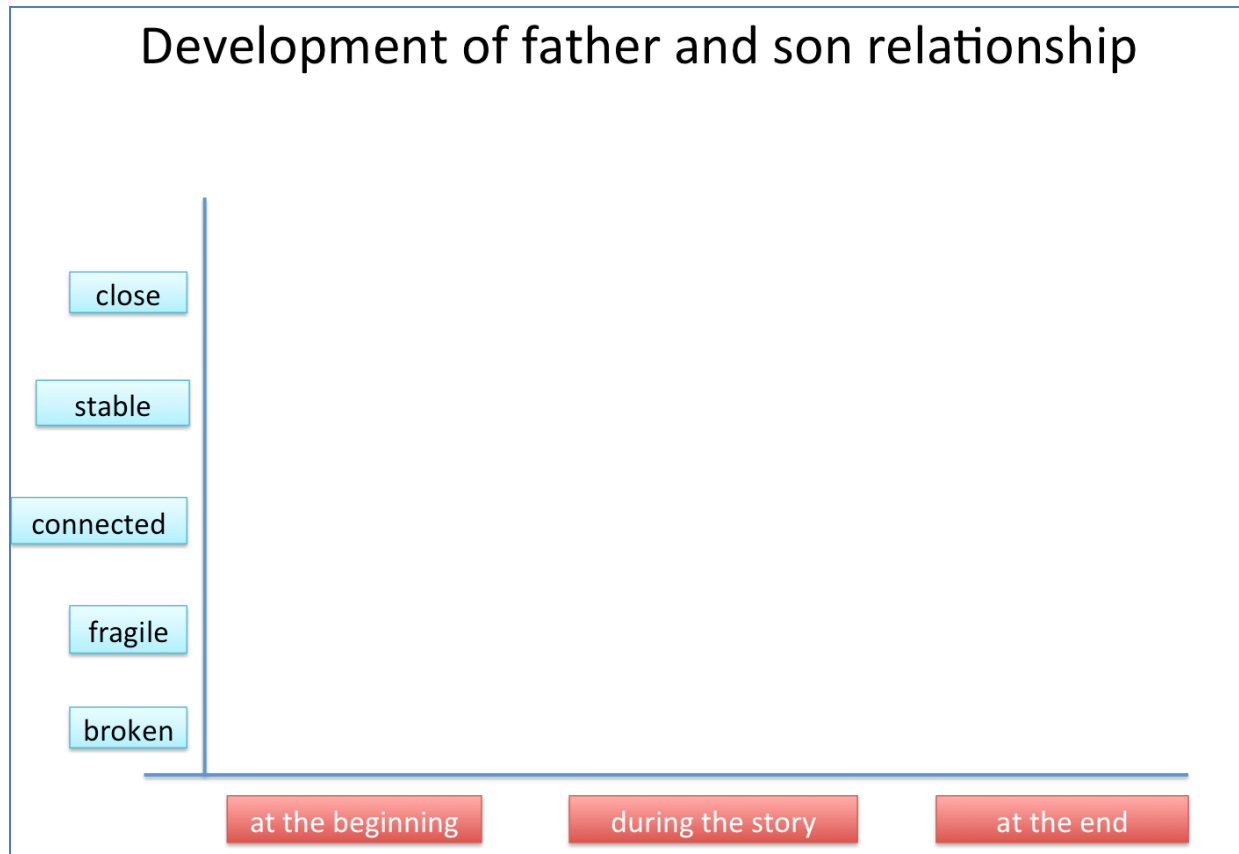 Development of father and son relationship
close
stable
connected
fragile
broken
at the beginning
during the story
at the end